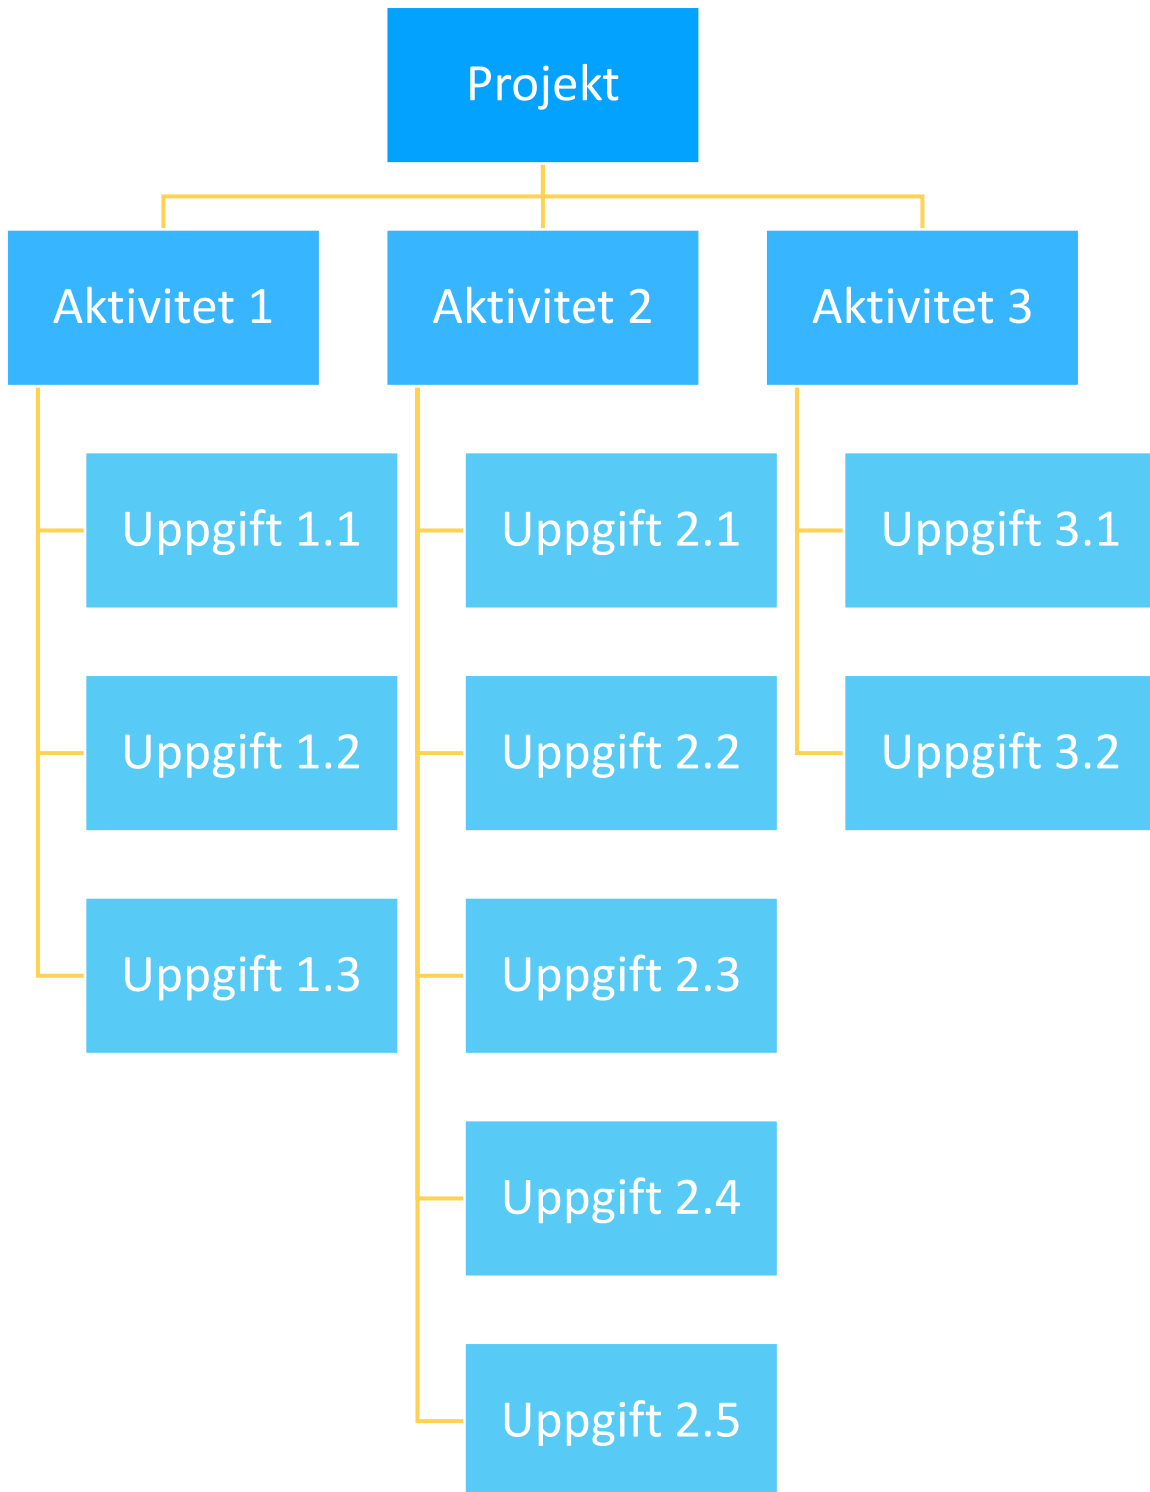 Projekt
Aktivitet 1
Aktivitet 2
Aktivitet 3
Uppgift 1.1
Uppgift 2.1
Uppgift 3.1
Uppgift 1.2
Uppgift 2.2
Uppgift 3.2
Uppgift 1.3
Uppgift 2.3
Uppgift 2.4
Uppgift 2.5